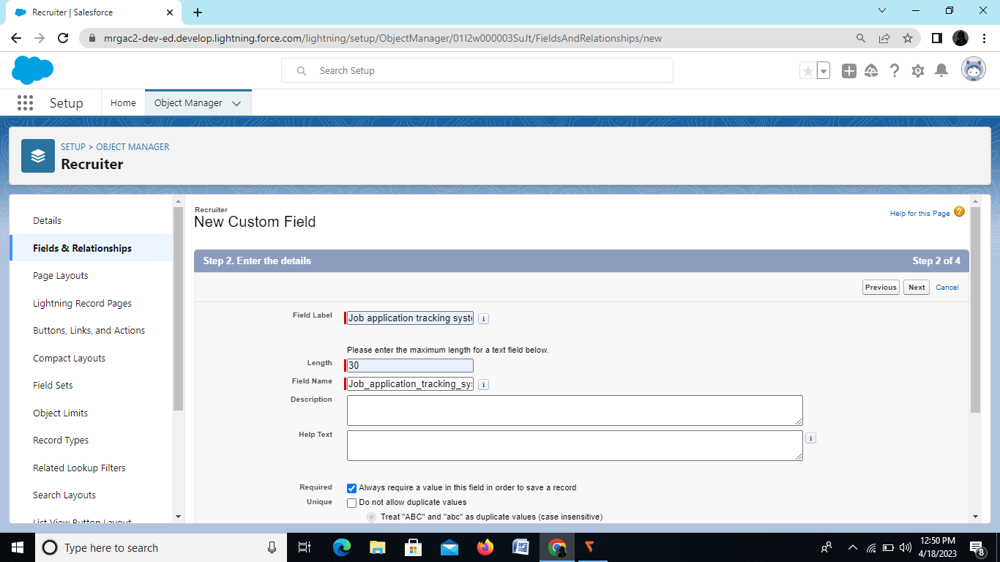 Recruiter | Salesforce
mrgac2-dev-ed.develop.lightning.force.com/lightning/setup/ObjectManager/01I2w000003SuJt/FieldsAndRelationships/new
Search Setup
Setup
Home
Object Manager
SETUP > OBJECT MANAGER
Recruiter
Details
Fields & Relationships
Page Layouts
Lightning Record Pages
Buttons, Links, and Actions
Compact Layouts
Field Sets
Object Limits
Record Types
Related Lookup Filters
Search Layouts
List View Button Layout
Recruiter
New Custom Field
Help for this Page
Step 2. Enter the details
Step 2 of 4
Previous Next Cancel
Field Label Job application tracking syst
Please enter the maximum length for a text field below.
Length 30
Field Name Job_application_tracking_sy
Description
Help Text
Required Always require a value in this field in order to save a record
Unique Do not allow duplicate values
Treat "ABC" and "abc" as duplicate values (case insensitive)
Type here to search
12:50 PM
4/18/2023
8